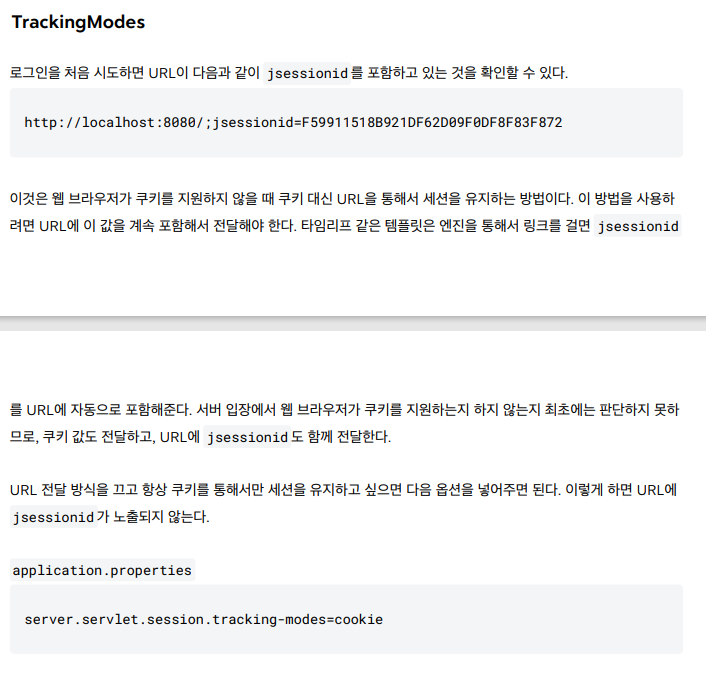 TrackingModes
로그인을 처음 시도하면 URL이 다음과 같이 jsessionid를 포함하고 있는 것을 확인할 수 있다.
http://localhost:8080/;jsessionid=F59911518B921DF62D09F0DF8F83F872
이것은 웹 브라우저가 쿠키를 지원하지 않을 때 쿠키 대신 URL을 통해서 세션을 유지하는 방법이다. 이 방법을 사용하
려면 URL에 이 값을 계속 포함해서 전달해야 한다. 타임리프 같은 템플릿은 엔진을 통해서 링크를 걸면 jsessionid
를 URL에 자동으로 포함해준다. 서버 입장에서 웹 브라우저가 쿠키를 지원하는지 하지 않는지 최초에는 판단하지 못하
므로, 쿠키 값도 전달하고, URL에 jsessionid도 함께 전달한다.
URL 전달 방식을 끄고 항상 쿠키를 통해서만 세션을 유지하고 싶으면 다음 옵션을 넣어주면 된다. 이렇게 하면 URL에
jsessionid가 노출되지 않는다.
application.properties
server.servlet.session.tracking-modes=cookie